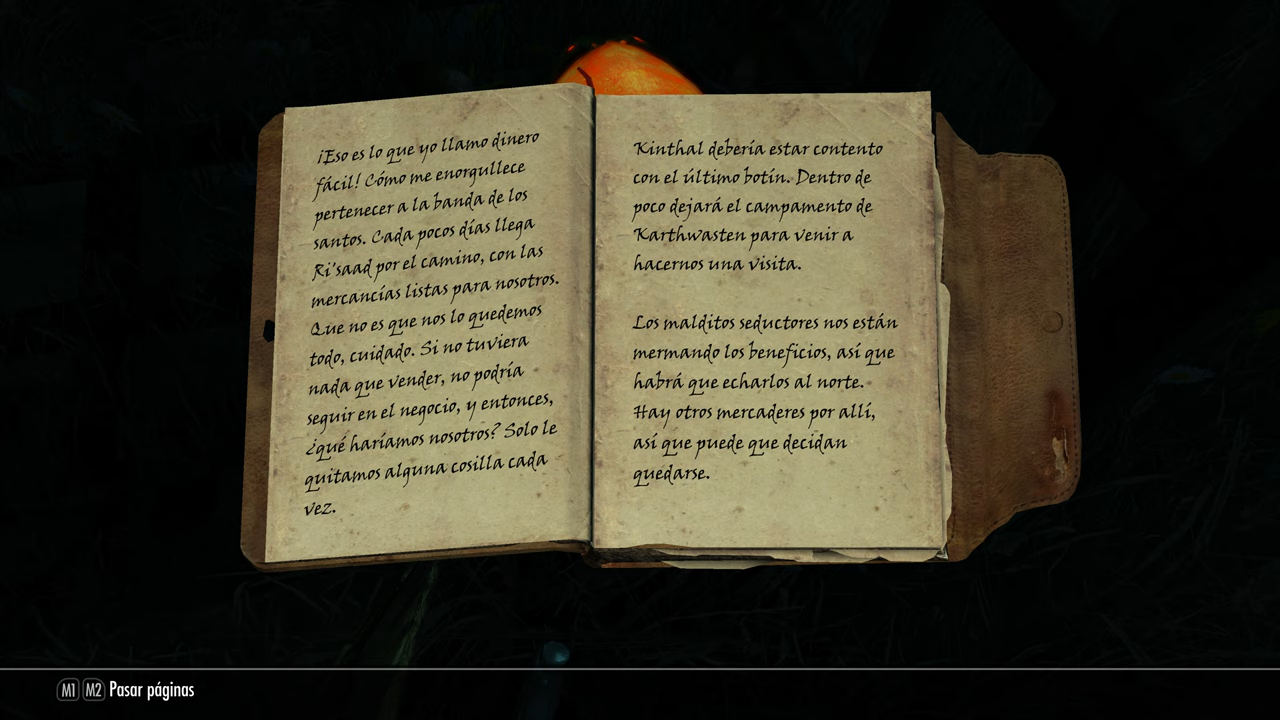 ¡Eso es lo que yo llamo dinero
fácil! Cómo me enorgullece
pertenecer a la banda de los
santos. Cada pocos días llega
Ri'saad por el camino, con las
mercancías listas para nosotros.
Que no es que nos lo quedemos
todo, cuidado. Si no tuviera
nada que vender, no podría
seguir en el negocio, y entonces,
¿qué haríamos nosotros? Solo le
quitamos alguna cosilla cada
vez.
Kinthal debería estar contento
con el último botín. Dentro de
poco dejará el campamento de
Karthwasten para venir a
hacernos una visita.
Los malditos seductores nos están
mermando los beneficios, así que
habrá que echarlos al norte.
Hay otros mercaderes por allí,
así que puede que decidan
quedarse.
M1 M2 Pasar páginas